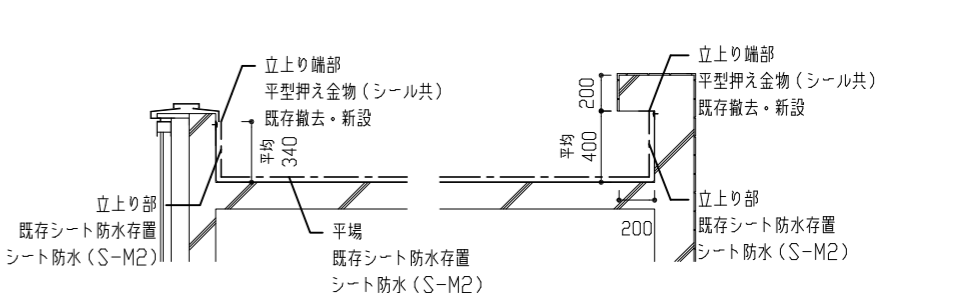 立上り端部
平型押え金物（シール共）
既存撤去・新設
平均
340
立上り部
既存シート防水存置
シート防水（S-M2）
平場
既存シート防水存置
シート防水（S-M2）
200
平均
400
200
立上り端部
平型押え金物（シール共）
既存撤去・新設
立上り部
既存シート防水存置
シート防水（S-M2）